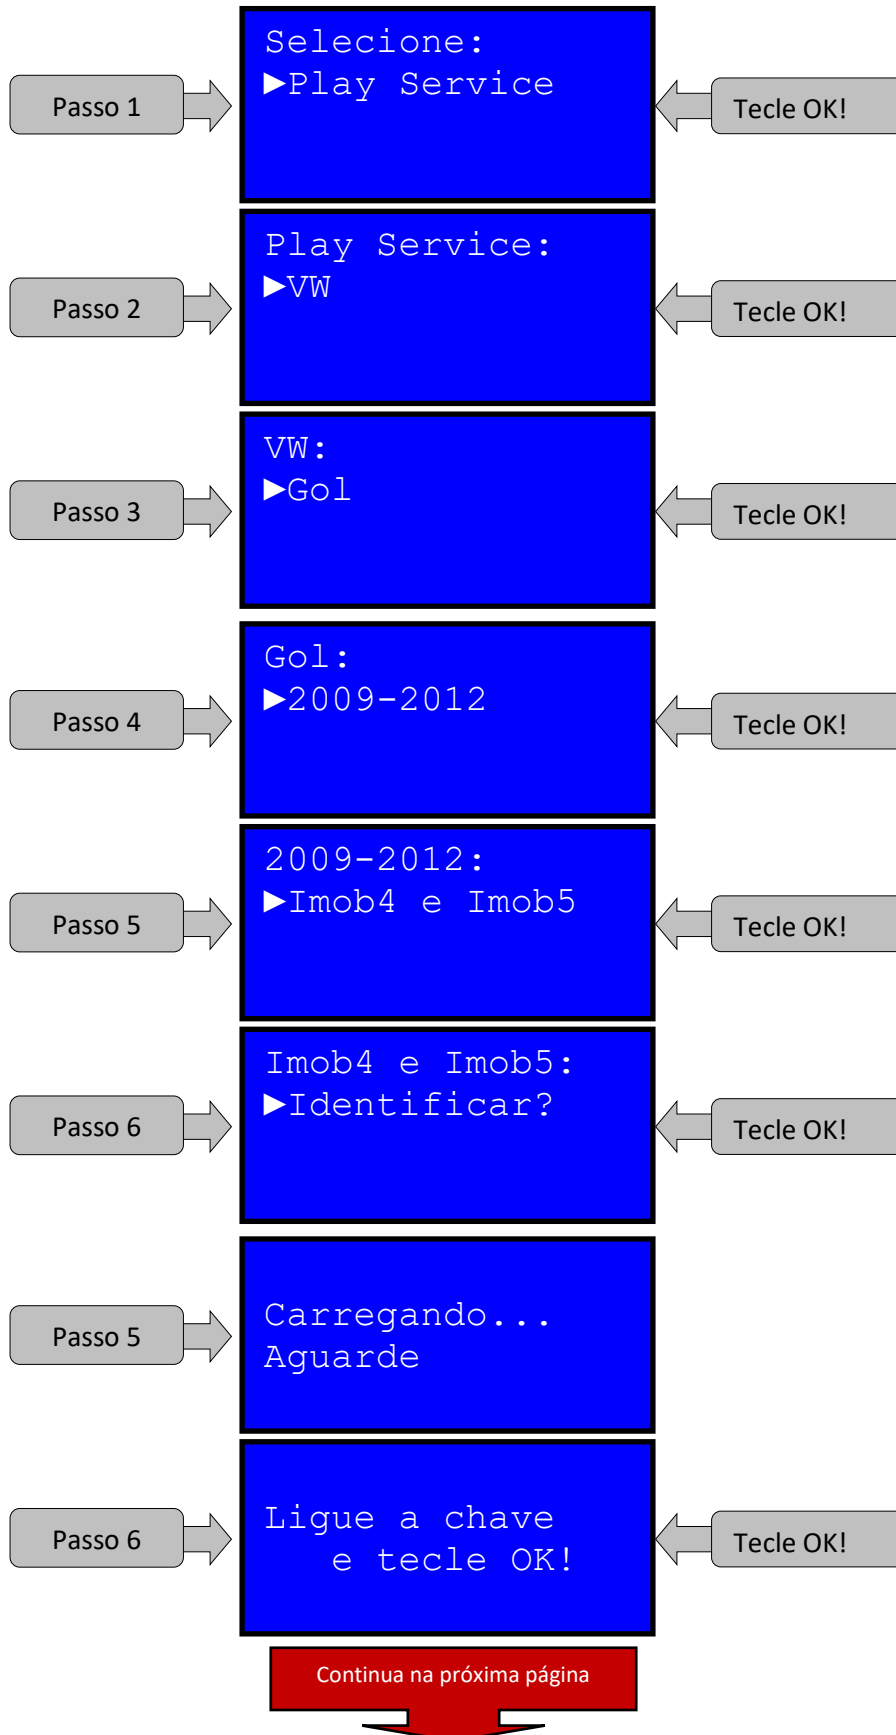 Selecione:
Passo 1
►Play Service
Tecle OK!
Play Service:
Passo 2
►VW
Tecle OK!
VW:
Passo 3
►Gol
Tecle OK!
Gol:
Passo 4
►2009-2012
Tecle OK!
2009-2012:
Passo 5
►Imob4 e Imob5
Tecle OK!
Imob4 e Imob5:
Passo 6
►Identificar?
Tecle OK!
Passo 5
Carregando...
Aguarde
Passo 6
Ligue a chave
e tecle OK!
Tecle OK!
Continua na próxima página